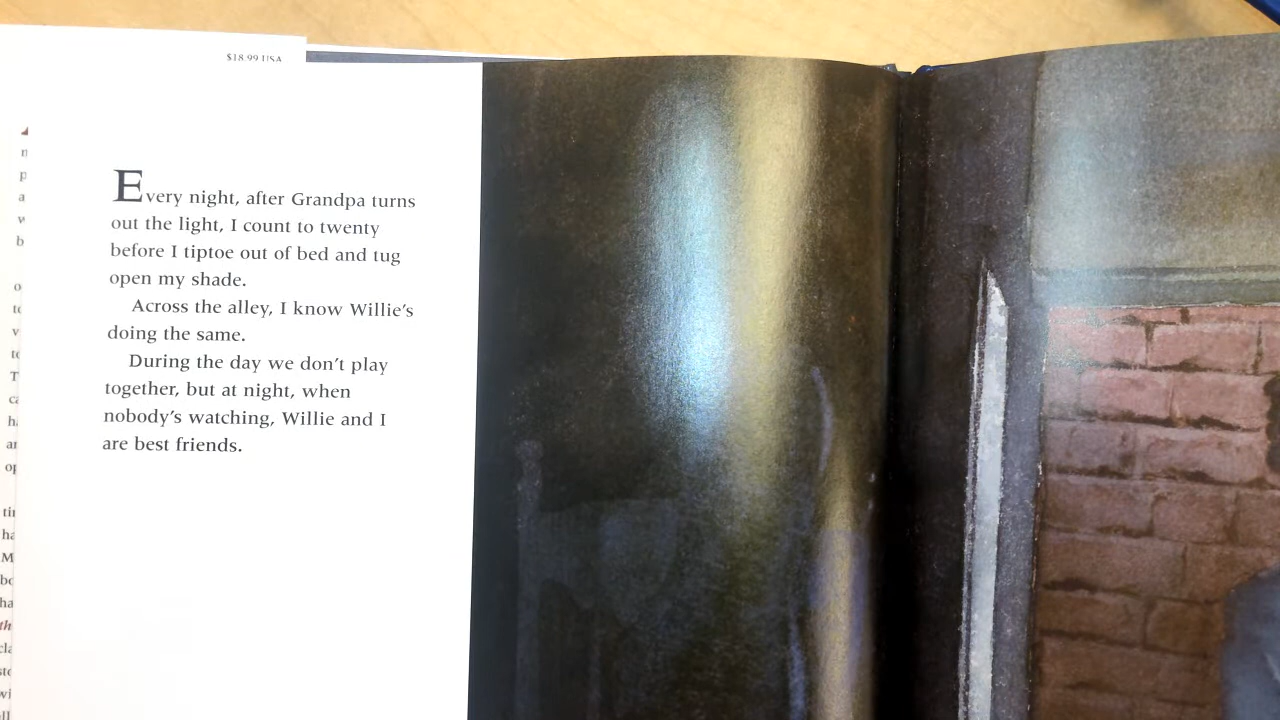 $18.99 USA
Every night, after Grandpa turns
out the light, I count to twenty
before I tiptoe out of bed and tug
open my shade.
Across the alley, I know Willie's
doing the same.
During the day we don't play
together, but at night, when
nobody's watching, Willie and I
are best friends.